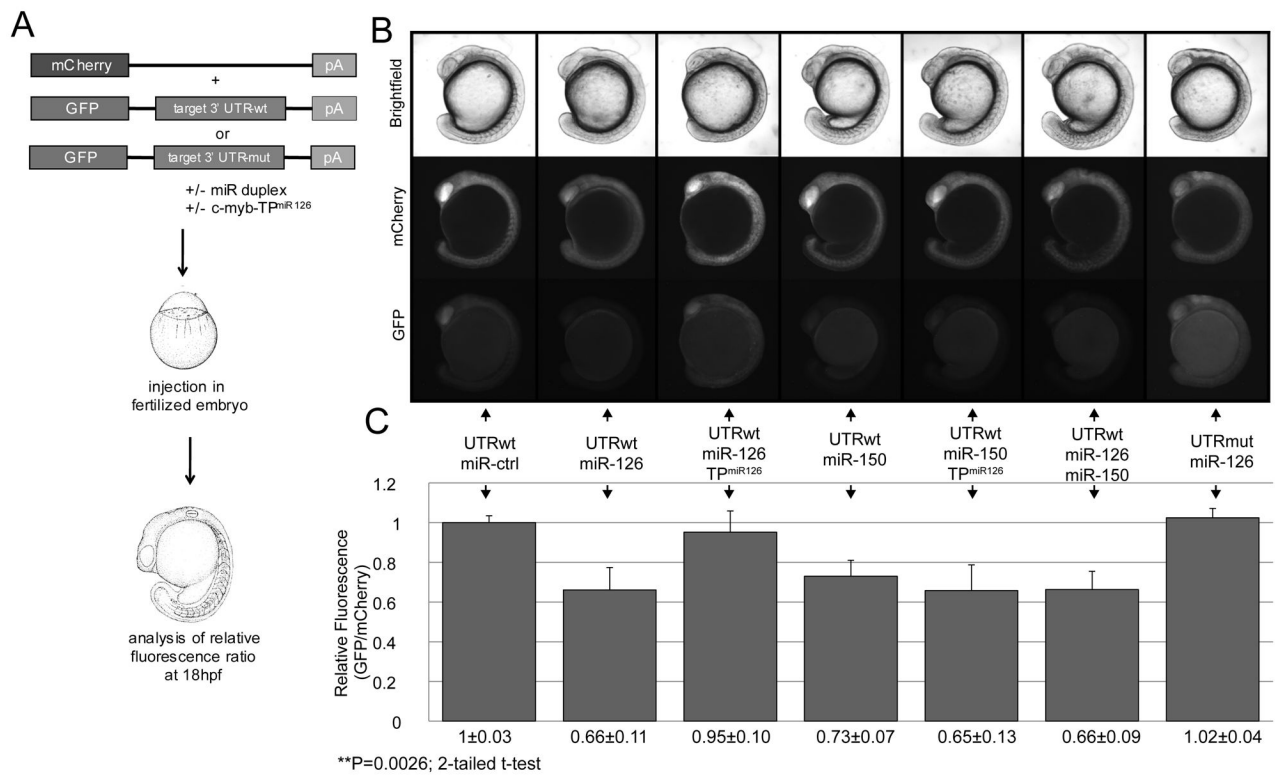 A
mCherry
pA
+
GFP
target 3' UTR-wt
pA
or
GFP
target 3' UTR-mut
pA
+/- miR duplex
+/- c-myb-TPmiR126
injection in
fertilized embryo
analysis of relative
fluorescence ratio
at 18hpf
B
Brightfield
mCherry
GFP
C
UTRwt
miR-ctrl
UTRwt
miR-126
UTRwt
miR-126
TPmiR126
UTRwt
miR-150
UTRwt
miR-150
TPmiR126
UTRwt
miR-126
miR-150
UTRmut
miR-126
Relative Fluorescence
(GFP/mCherry)
1.2
1
0.8
0.6
0.4
0.2
0
1±0.03
0.66±0.11
0.95±0.10
0.73±0.07
0.65±0.13
0.66±0.09
1.02±0.04
**P=0.0026; 2-tailed t-test